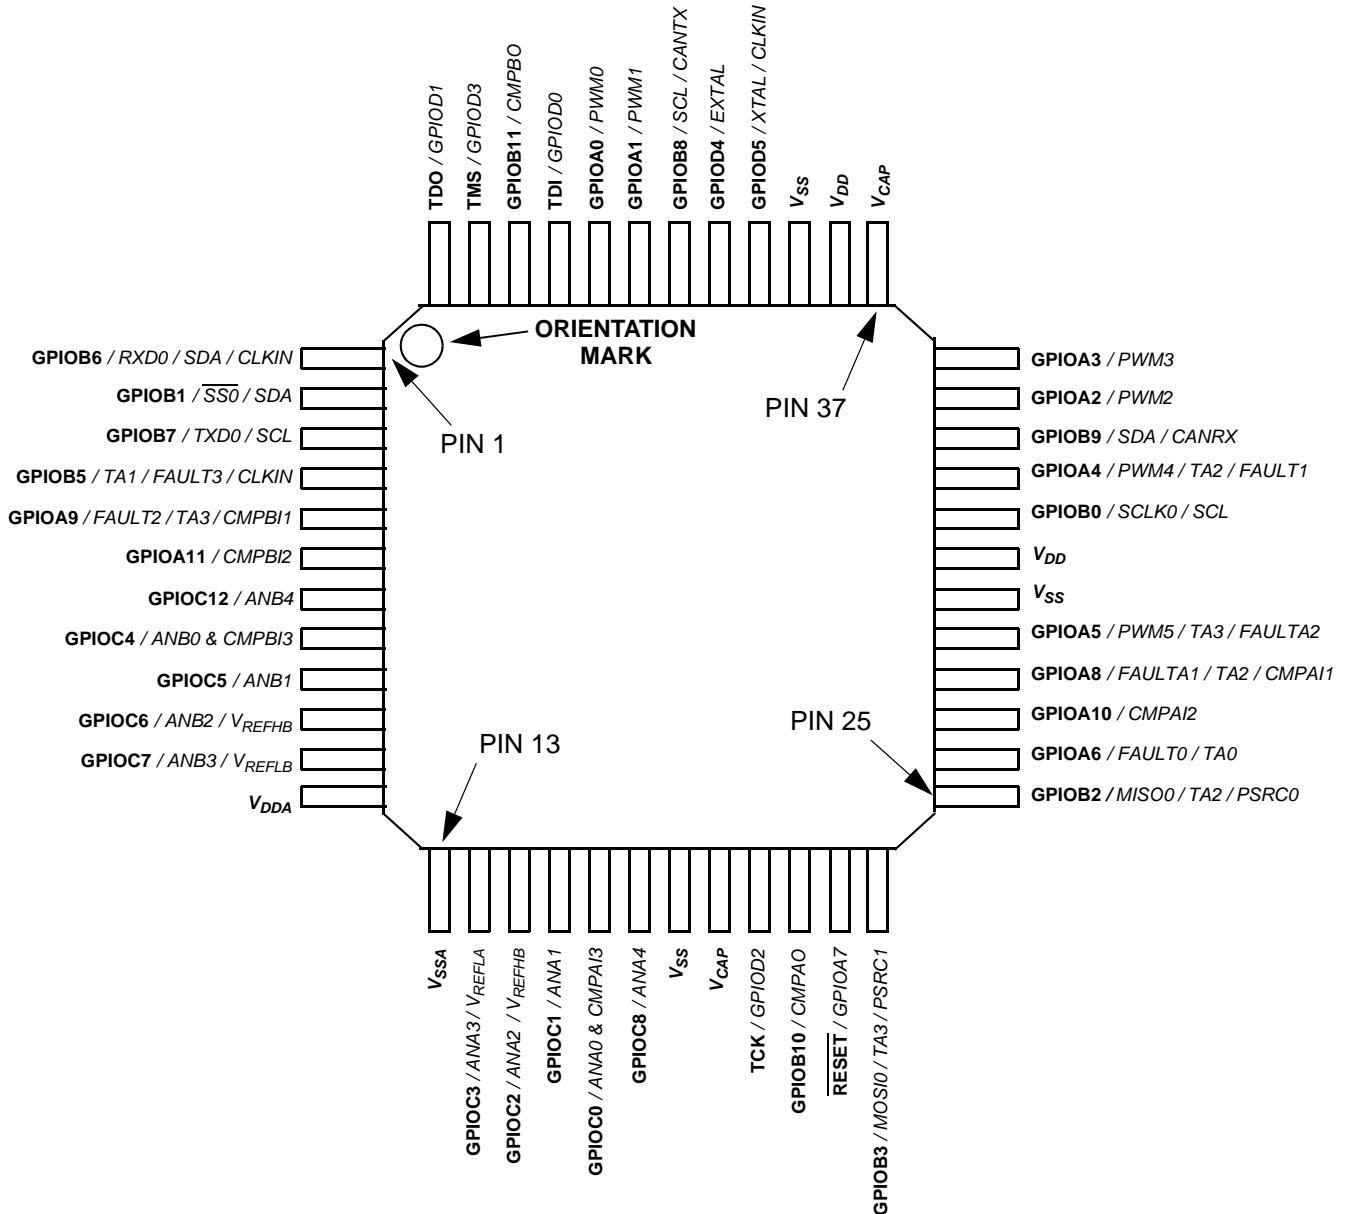 TDO / GPIOD1
TMS / GPIOD3
GPIOB11 / CMPBO
TDI / GPIOD0
GPIOA0 / PWM0
GPIOA1 / PWM1
GPIOB8 / SCL / CANTX
GPIOD4 / EXTAL
GPIOD5 / XTAL / CLKIN
VSS
VDD
VCAP
ORIENTATION
MARK
PIN 1
PIN 37
GPIOB6 / RXD0 / SDA / CLKIN
GPIOB1 / SS0 / SDA
GPIOB7 / TXD0 / SCL
GPIOB5 / TA1 / FAULT3 / CLKIN
GPIOA9 / FAULT2 / TA3 / CMPBI1
GPIOA11 / CMPBI2
GPIOC12 / ANB4
GPIOC4 / ANB0 & CMPBI3
GPIOC5 / ANB1
GPIOC6 / ANB2 / VREFHB
GPIOC7 / ANB3 / VREFLB
VDDA
GPIOA3 / PWM3
GPIOA2 / PWM2
GPIOB9 / SDA / CANRX
GPIOA4 / PWM4 / TA2 / FAULT1
GPIOB0 / SCLK0 / SCL
VDD
VSS
GPIOA5 / PWM5 / TA3 / FAULTA2
GPIOA8 / FAULTA1 / TA2 / CMPAI1
GPIOA10 / CMPAI2
GPIOA6 / FAULT0 / TA0
GPIOB2 / MISO0 / TA2 / PSRC0
PIN 13
PIN 25
VSSA
GPIOC3 / ANA3 / VREFLA
GPIOC2 / ANA2 / VREFHB
GPIOC1 / ANA1
GPIOC0 / ANA0 & CMPAI3
GPIOC8 / ANA4
VSS
VCAP
TCK / GPIOD2
GPIOB10 / CMPAO
RESET / GPIOA7
GPIOB3 / MOSI0 / TA3 / PSRC1